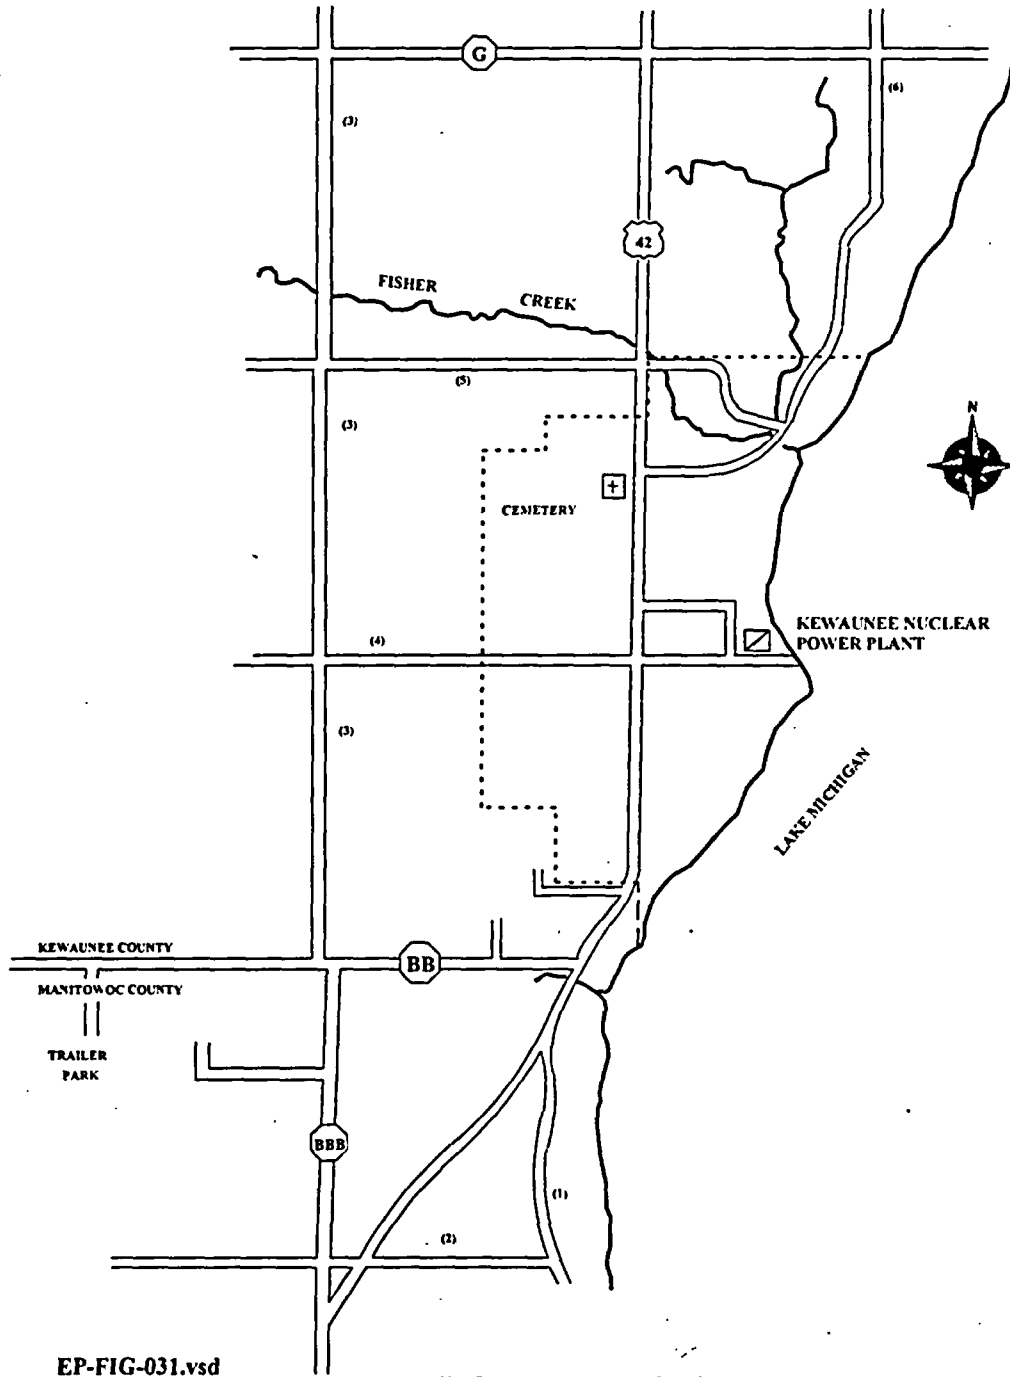 G
(6)
(3)
42
FISHER CREEK
(5)
(3)
N
CEMETERY
KEWAUNEE NUCLEAR
POWER PLANT
(4)
(3)
LAKE MICHIGAN
KEWAUNEE COUNTY
BB
MANITOWOC COUNTY
TRAILER
PARK
BBB
(1)
(2)
EP-FIG-031.vsd